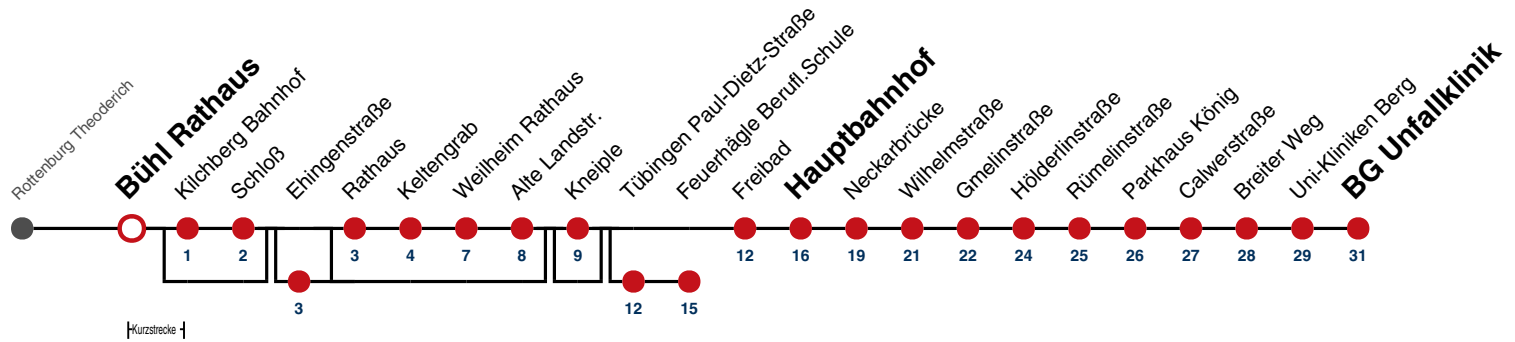 Rottenburg Theoderich
Bühl Rathaus
Kilchberg Bahnhof
Schloß
Ehingenstraße
Rathaus
Keltengrab
Weilheim Rathaus
Alte Landstr.
Kneiple
Tübingen Paul-Dietz-Straße
Feuerhägle Berufl.Schule
Freibad
Hauptbahnhof
Neckarbrücke
Wilhelmstraße
Gmelinstraße
Hölderlinstraße
Rümelinstraße
Parkhaus König
Calwerstraße
Breiter Weg
Uni-Kliniken Berg
BG Unfallklinik
1 2 3 4 7 8 9 12 16 19 21 22 24 25 26 27 28 29 31
3 12 15
Kurzstrecke